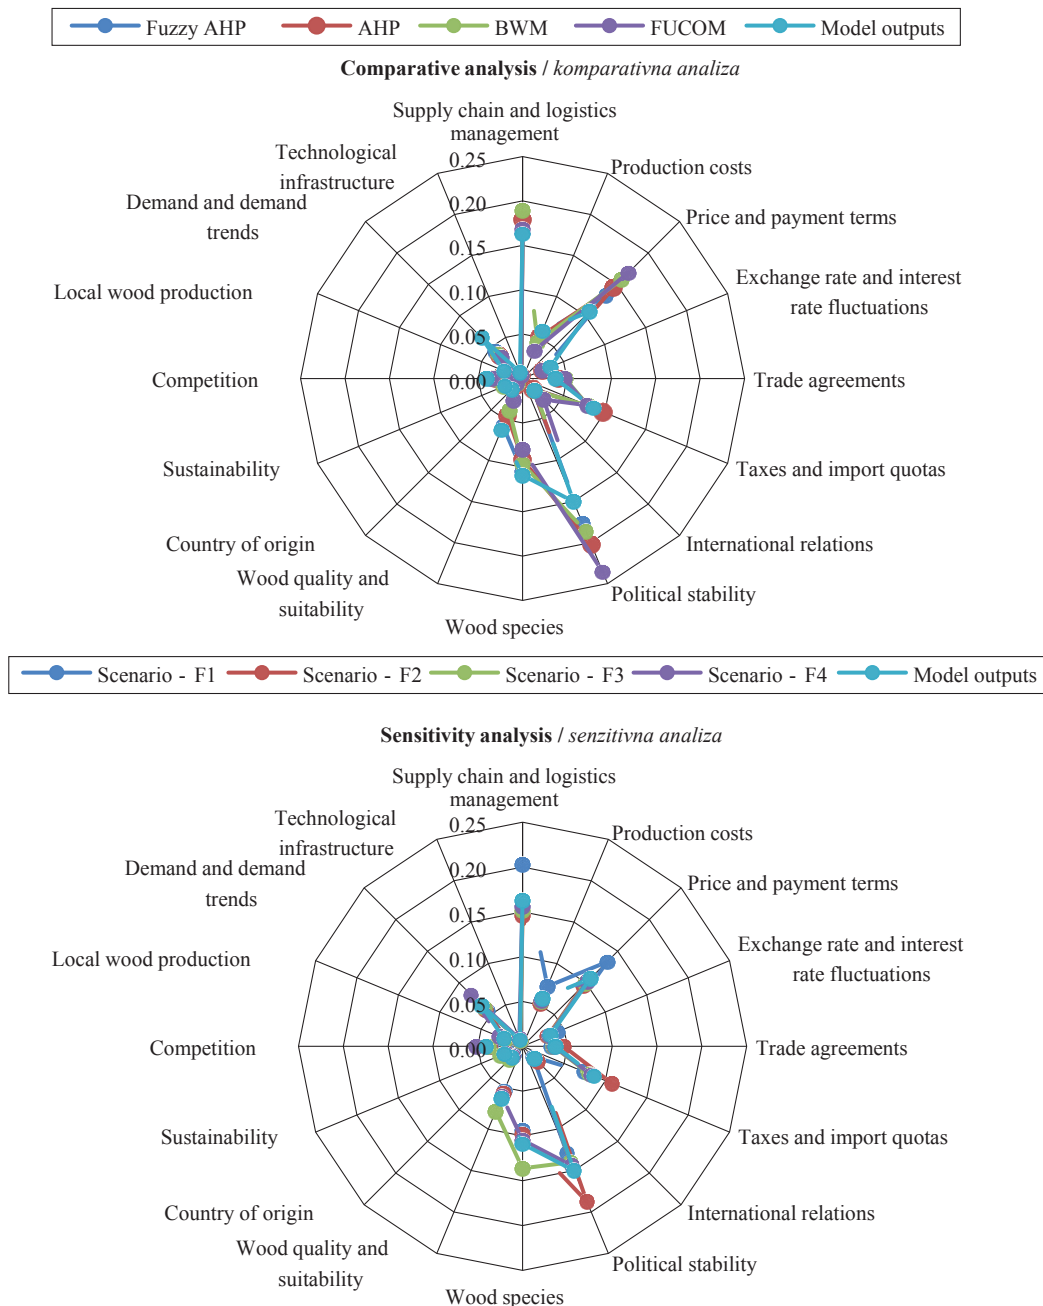 Fuzzy AHP AHP BWM FUCOM Model outputs
Comparative analysis / komparativna analiza
Supply chain and logistics
management
Technological
infrastructure
Production costs
Demand and demand
trends
Price and payment terms
Local wood production
Exchange rate and interest
rate fluctuations
Competition
Trade agreements
Sustainability
Taxes and import quotas
Country of origin
International relations
Wood quality and
suitability
Political stability
Wood species
0.25
0.20
0.15
0.10
0.05
0.00
Scenario - F1 Scenario - F2 Scenario - F3 Scenario - F4 Model outputs
Sensitivity analysis / senzitivna analiza
Supply chain and logistics
management
Technological
infrastructure
Production costs
Demand and demand
trends
Price and payment terms
Local wood production
Exchange rate and interest
rate fluctuations
Competition
Trade agreements
Sustainability
Taxes and import quotas
Country of origin
International relations
Wood quality and
suitability
Political stability
Wood species
0.25
0.20
0.15
0.10
0.05
0.00